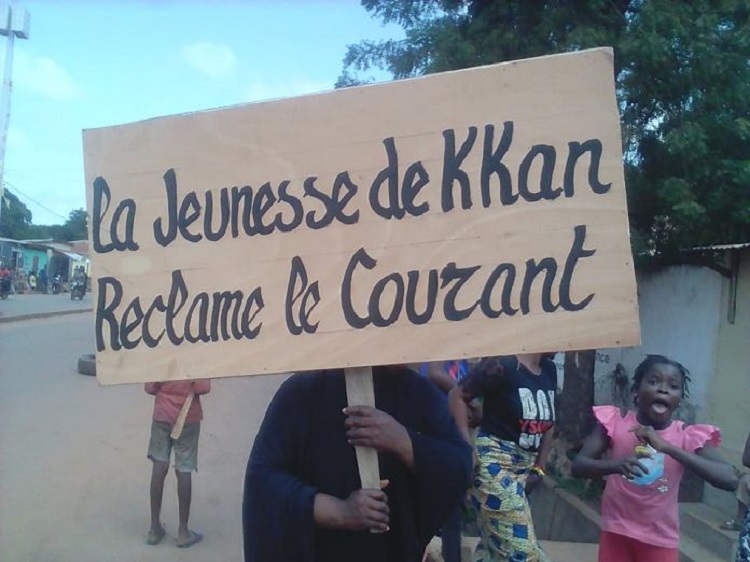 La Jeunesse de KKan
Reclame le Courant